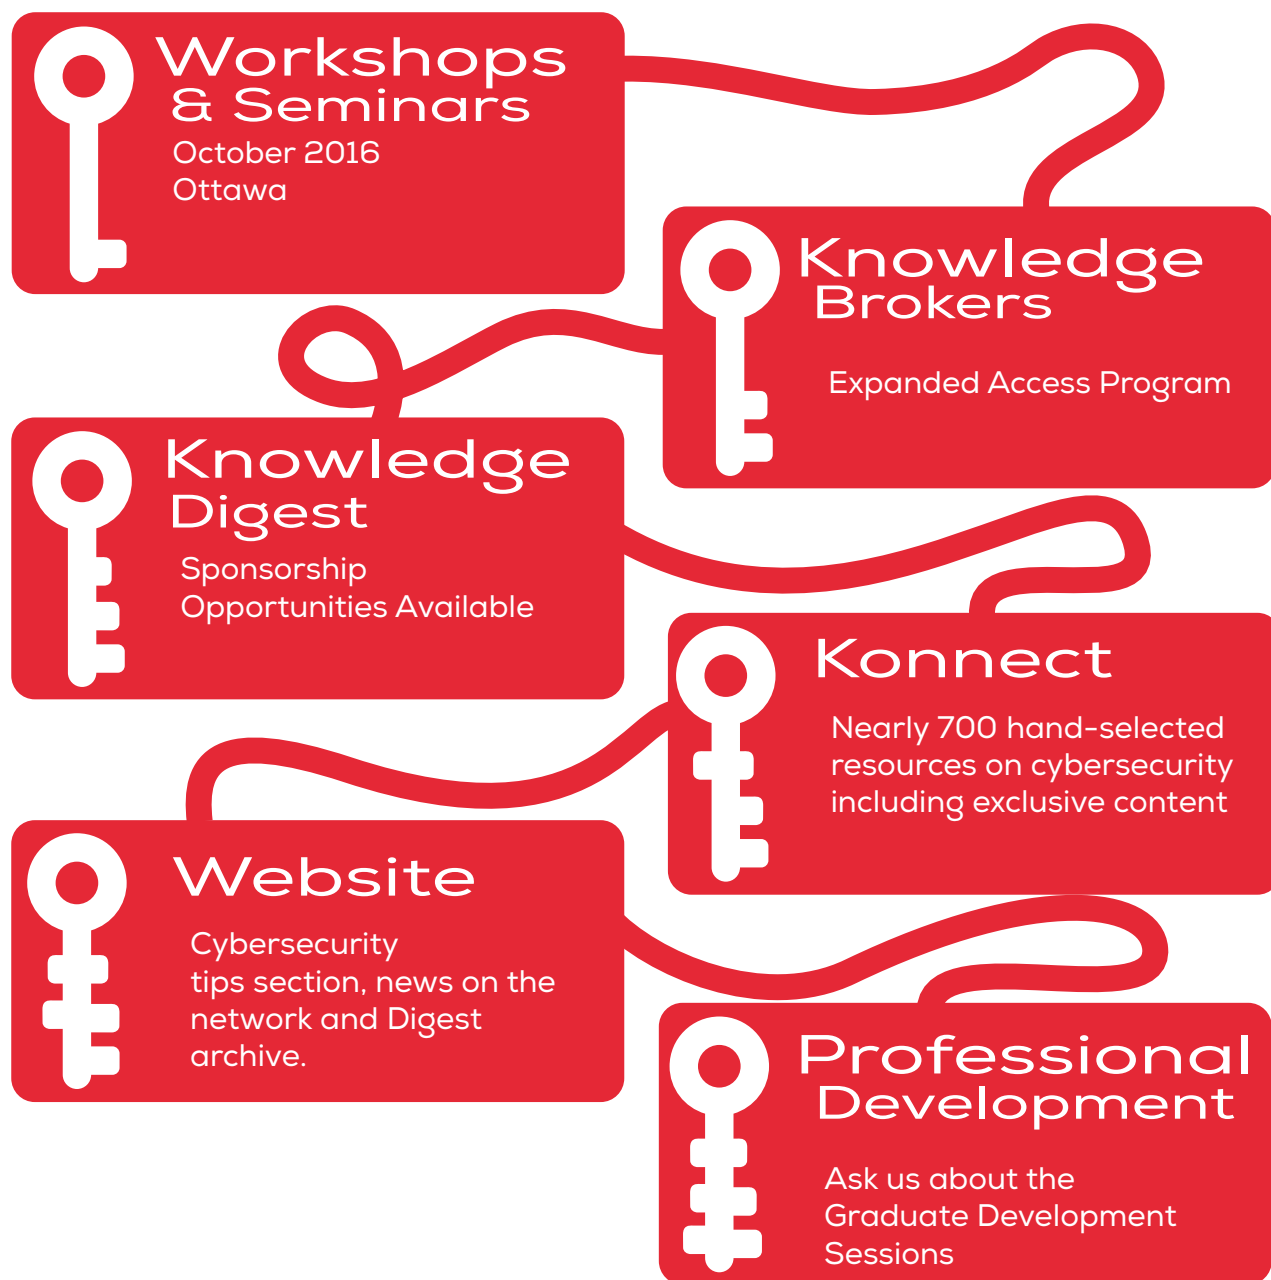 Workshops
& Seminars
October 2016
Ottawa
Knowledge
Brokers
Expanded Access Program
Knowledge
Digest
Sponsorship
Opportunities Available
Konnect
Nearly 700 hand-selected
resources on cybersecurity
including exclusive content
Website
Cybersecurity
tips section, news on the
network and Digest
archive.
Professional
Development
Ask us about the
Graduate Development
Sessions